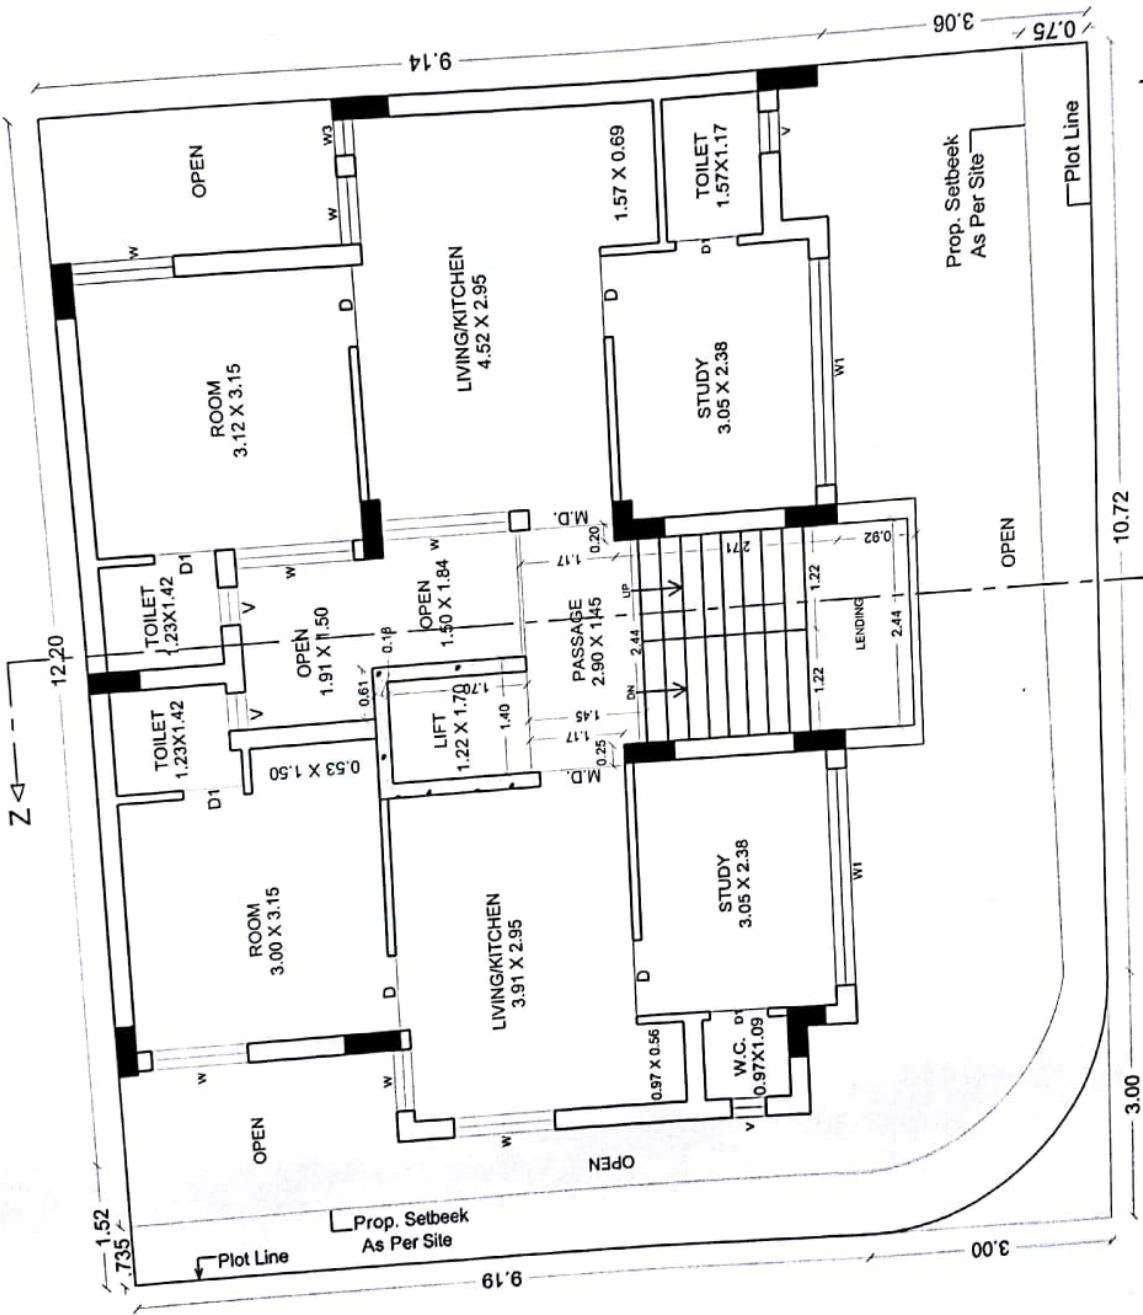 3.06
0.75
9.14
OPEN
W3
W
W
1.57 X 0.69
TOILET
1.57X1.17
V
Prop. Setbeek
As Per Site
Plot Line
ROOM
3.12 X 3.15
D
LIVING/KITCHEN
4.52 X 2.95
D
D1
STUDY
3.05 X 2.38
W1
12.20
Z
TOILET
1.23X1.42
D1
V
W
OPEN
1.91 X 1.50
W
OPEN
1.50 X 1.84
M.D.
0.20
1.17
PASSAGE
2.90 X 1.45
UP
2.44
DN
2.71
1.22
1.22
0.92
LENDING
2.44
OPEN
10.72
TOILET
1.23X1.42
V
D1
0.53 X 1.50
0.61
0.18
LIFT
1.22 X 1.70
1.70
1.40
1.45
1.17
0.25
M.D.
ROOM
3.00 X 3.15
D
LIVING/KITCHEN
3.91 X 2.95
D
STUDY
3.05 X 2.38
W1
W
W
W
OPEN
0.97 X 0.56
W.C.
0.97X1.09
D1
V
OPEN
1.52
.735
Prop. Setbeek
As Per Site
Plot Line
9.19
3.00
3.00